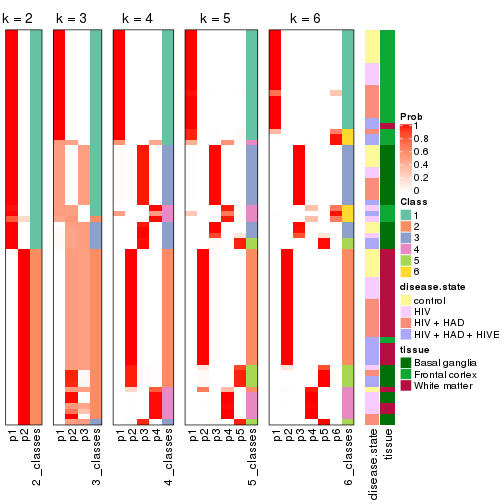 k = 2
k = 3
k = 4
k = 5
k = 6
p1
p2
2_classes
p1
p2
p3
3_classes
p1
p2
p3
p4
4_classes
p1
p2
p3
p4
p5
5_classes
p1
p2
p3
p4
p5
p6
6_classes
disease.state
tissue
Prob
1
0.8
0.6
0.4
0.2
0
Class
1
2
3
4
5
6
disease.state
control
HIV
HIV + HAD
HIV + HAD + HIVE
tissue
Basal ganglia
Frontal cortex
White matter